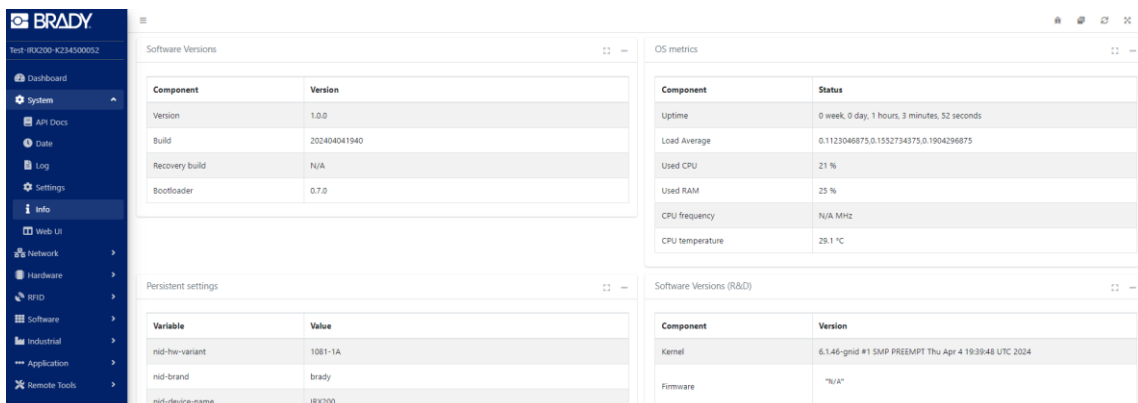 BRADY.
Test-IRX200-K234500052
Dashboard
System
API Docs
Date
Log
Settings
Info
Web UI
Network
Hardware
RFID
Software
Industrial
Application
Remote Tools
Software Versions
Component Version
Version 1.0.0
Build 202404041940
Recovery build N/A
Bootloader 0.7.0
OS metrics
Component Status
Uptime 0 week, 0 day, 1 hours, 3 minutes, 52 seconds
Load Average 0.1123046875,0.1552734375,0.1904296875
Used CPU 21 %
Used RAM 25 %
CPU frequency N/A MHz
CPU temperature 29.1 °C
Persistent settings
Variable Value
nid-hw-variant 1081-1A
nid-brand brady
nid-device-name IRX200
Software Versions (R&D)
Component Version
Kernel 6.1.46-gnid #1 SMP PREEMPT Thu Apr 4 19:39:48 UTC 2024
Firmware "N/A"